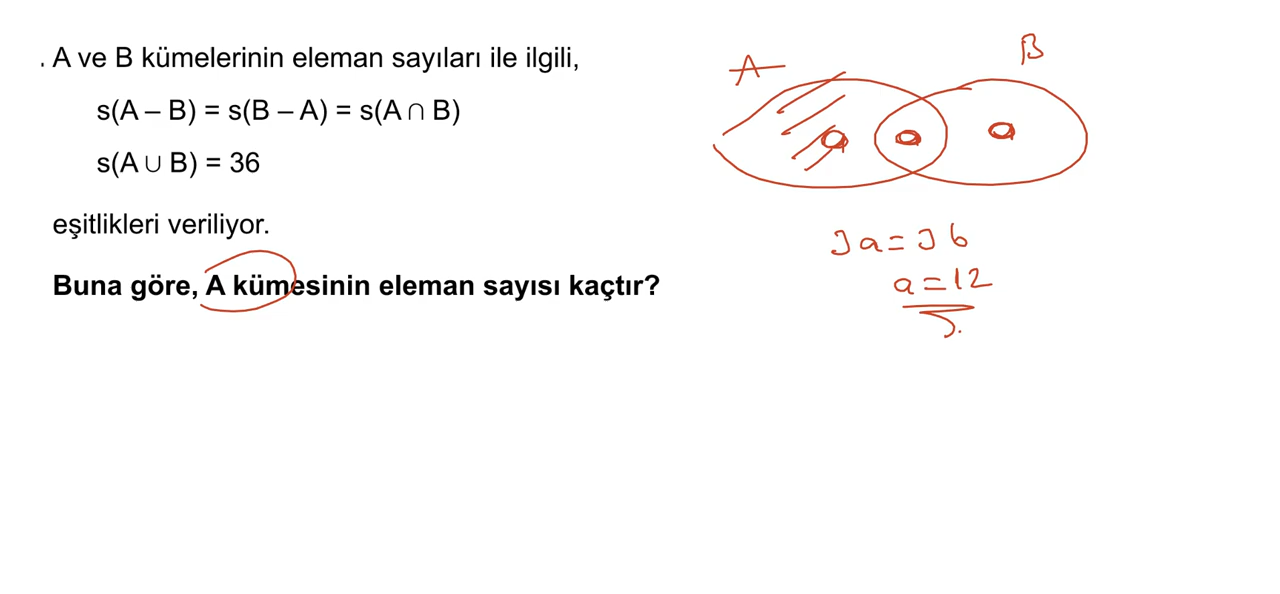 . A ve B kümelerinin eleman sayıları ile ilgili,
s(A – B) = s(B – A) = s(A ∩ B)
s(A ∪ B) = 36
eşitlikleri veriliyor.
Buna göre, A kümesinin eleman sayısı kaçtır?
A B
a a a
3a = 36
a = 12